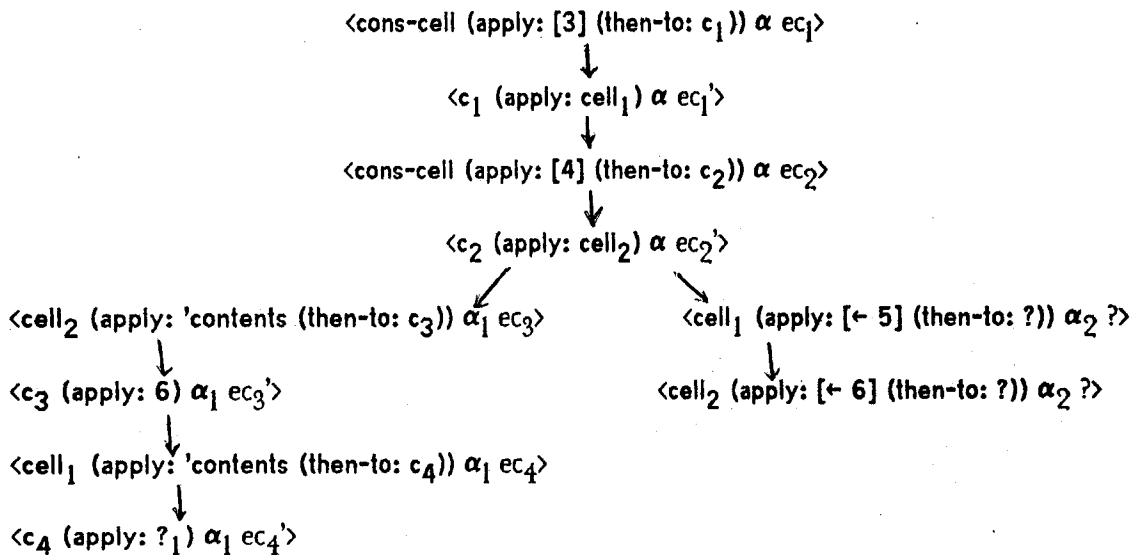 <cons-cell (apply: [3] (then-to: c₁)) α ec₁>
<c₁ (apply: cell₁) α ec₁'>
<cons-cell (apply: [4] (then-to: c₂)) α ec₂>
<c₂ (apply: cell₂) α ec₂'>
<cell₂ (apply: 'contents (then-to: c₃)) α₁ ec₃> <cell₁ (apply: [← 5] (then-to: ?)) α₂ ?>
<c₃ (apply: 6) α₁ ec₃'> <cell₂ (apply: [← 6] (then-to: ?)) α₂ ?>
<cell₁ (apply: 'contents (then-to: c₄)) α₁ ec₄>
<c₄ (apply: ?₁) α₁ ec₄'>